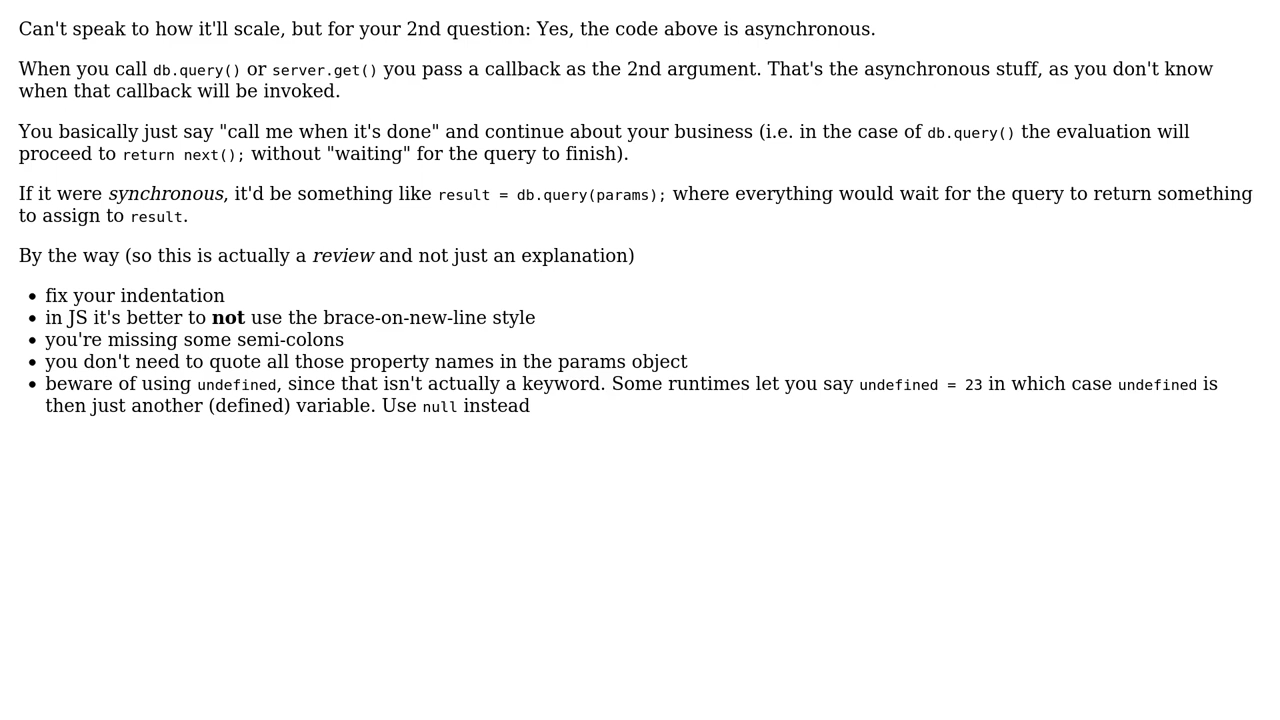 Can't speak to how it'll scale, but for your 2nd question: Yes, the code above is asynchronous.
When you call db.query() or server.get() you pass a callback as the 2nd argument. That's the asynchronous stuff, as you don't know
when that callback will be invoked.
You basically just say "call me when it's done" and continue about your business (i.e. in the case of db.query() the evaluation will
proceed to return next(); without "waiting" for the query to finish).
If it were synchronous, it'd be something like result = db.query(params); where everything would wait for the query to return something
to assign to result.
By the way (so this is actually a review and not just an explanation)
• fix your indentation
• in JS it's better to not use the brace-on-new-line style
• you're missing some semi-colons
• you don't need to quote all those property names in the params object
• beware of using undefined, since that isn't actually a keyword. Some runtimes let you say undefined = 23 in which case undefined is
then just another (defined) variable. Use null instead